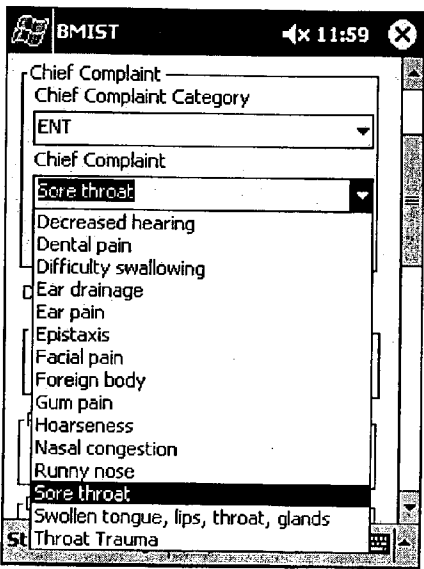 BMIST 11:59
Chief Complaint
Chief Complaint Category
ENT
Chief Complaint
Sore throat
Decreased hearing
Dental pain
Difficulty swallowing
Ear drainage
Ear pain
Epistaxis
Facial pain
Foreign body
Gum pain
Hoarseness
Nasal congestion
Runny nose
Sore throat
Swollen tongue, lips, throat, glands
St Throat Trauma